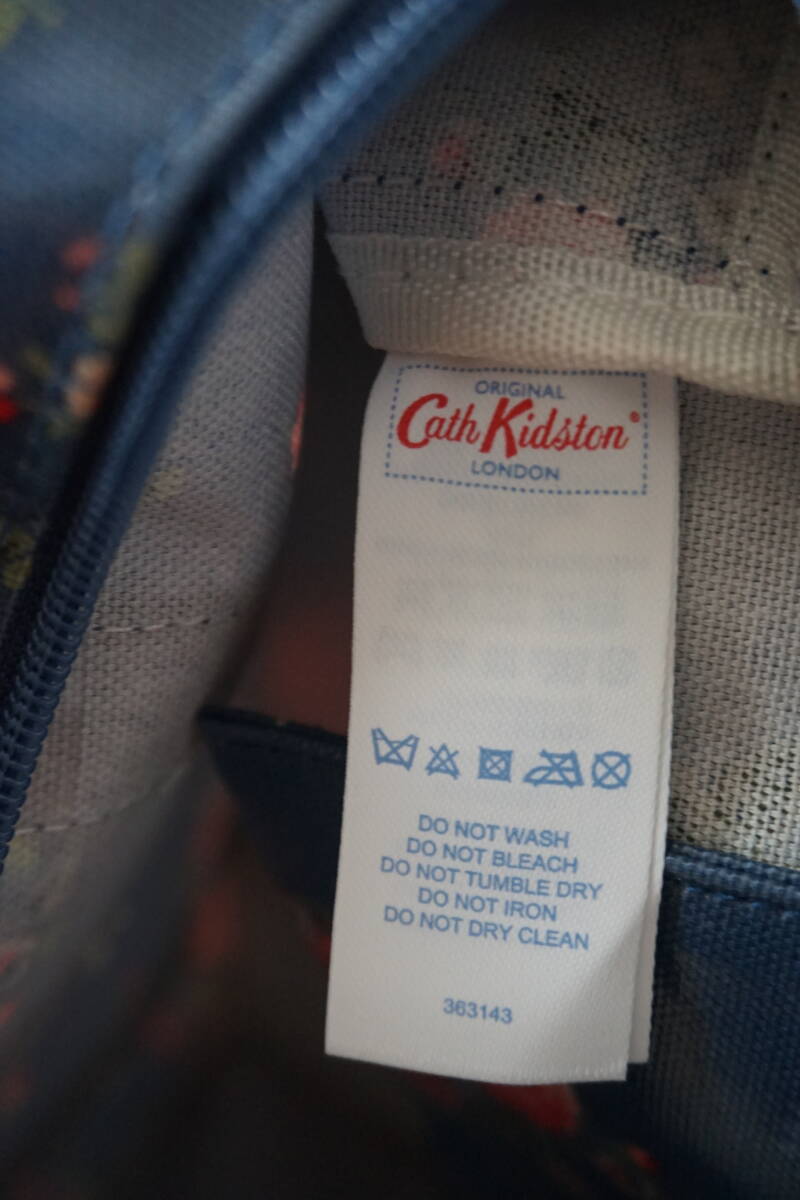 ORIGINAL
Cath Kidston®
LONDON
DO NOT WASH
DO NOT BLEACH
DO NOT TUMBLE DRY
DO NOT IRON
DO NOT DRY CLEAN
363143